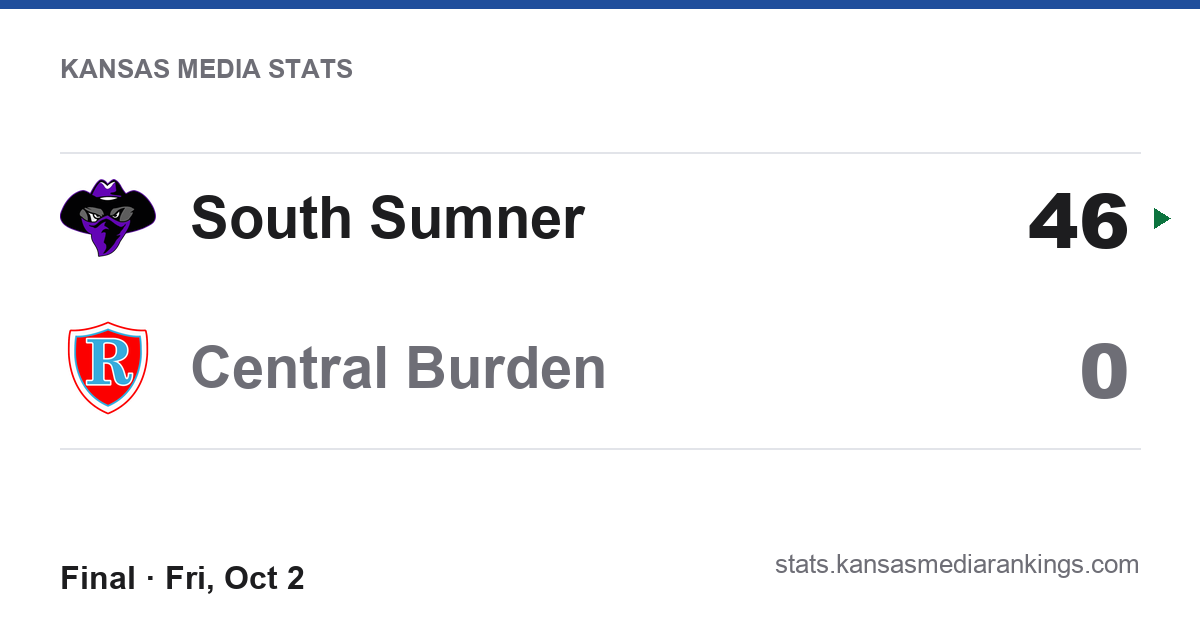 KANSAS MEDIA STATS
South Sumner 46
R
Central Burden 0
Final · Fri, Oct 2
stats.kansasmediarankings.com